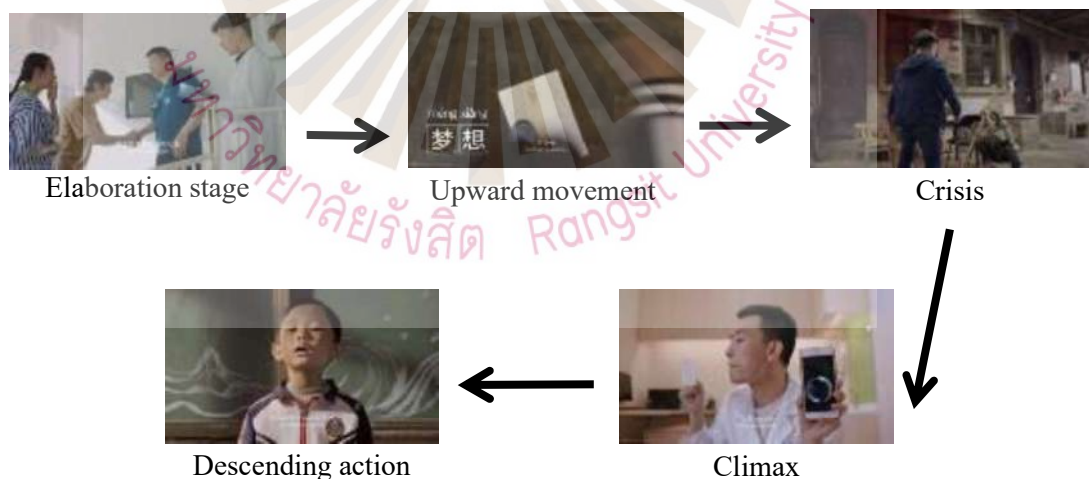 Elaboration stage
mèng xiǎng
梦想
Upward movement
Crisis
มหาวิทยาลัยรังสิต Rangsit University
Descending action
Climax